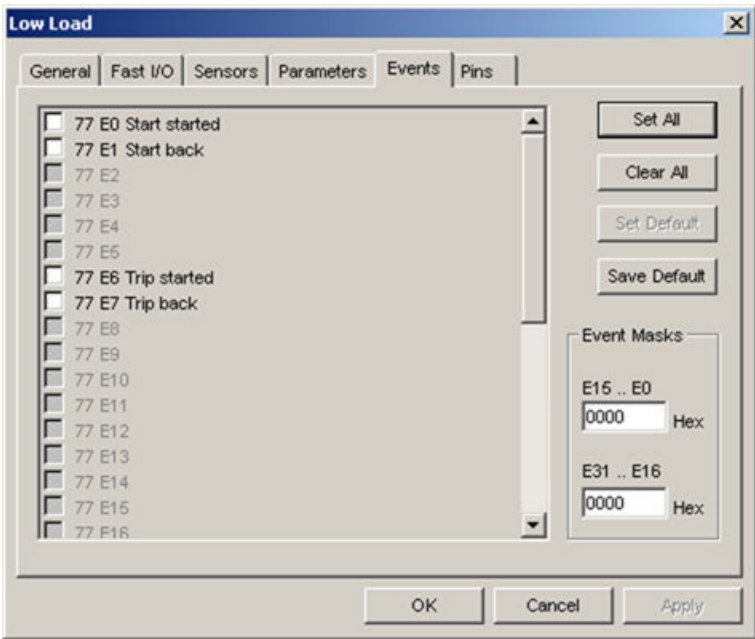 Low Load
General Fast I/O Sensors Parameters Events Pins
77 E0 Start started
77 E1 Start back
77 E2
77 E3
77 E4
77 E5
77 E6 Trip started
77 E7 Trip back
77 E8
77 E9
77 E10
77 E11
77 E12
77 E13
77 E14
77 E15
77 E16
Set All
Clear All
Set Default
Save Default
Event Masks
E15 .. E0
0000 Hex
E31 .. E16
0000 Hex
OK Cancel Apply